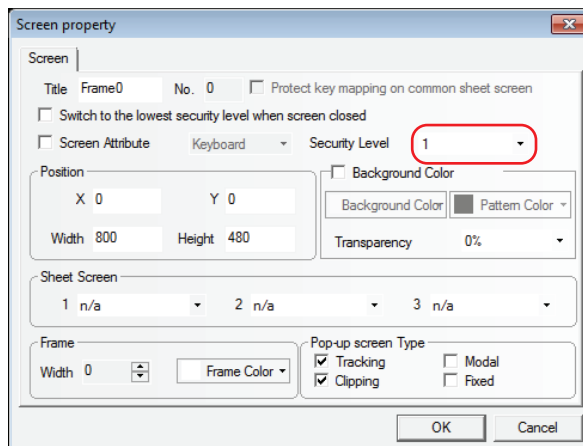 Screen property
Screen
Title Frame0 No. 0 Protect key mapping on common sheet screen
Switch to the lowest security level when screen closed
Screen Attribute Keyboard Security Level 1
Position Background Color
X 0 Y 0 Background Color Pattern Color
Width 800 Height 480 Transparency 0%
Sheet Screen
1 n/a 2 n/a 3 n/a
Frame Pop-up screen Type
Width 0 Frame Color Tracking Modal
Clipping Fixed
OK Cancel